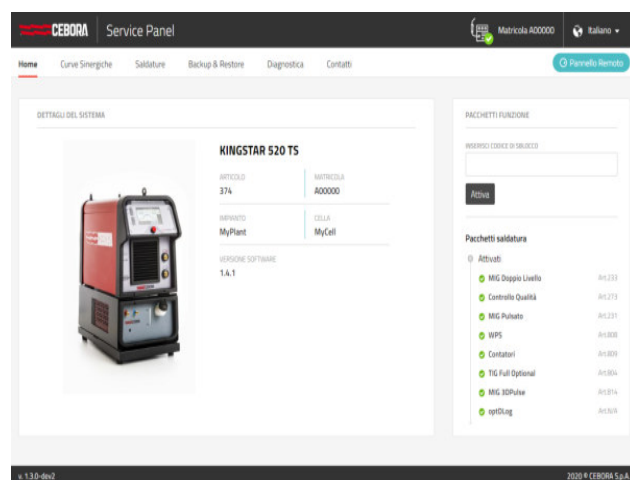 CEBORA Service Panel
Matricola A00000
Italiano
Home Curve Sinergiche Saldature Backup & Restore Diagnostica Contatti
Pannello Remoto
DETTAGLI DEL SISTEMA
KINGSTAR 520 TS
ARTICOLO MATRICOLA
374 A00000
IMPIANTO CELLA
MyPlant MyCell
VERSIONE SOFTWARE
1.4.1
PACCHETTI FUNZIONE
INSERISCI CODICE DI SBLOCCO
Attiva
Pacchetti saldatura
Attivati
MIG Doppio Livello Art.233
Controllo Qualità Art.273
MIG Pulsato Art.231
WPS Art.808
Contatori Art.809
TIG Full Optional Art.804
MIG 3DPulse Art.814
optDLog Art.N/A
v. 1.3.0-dev2
2020 © CEBORA S.p.A.